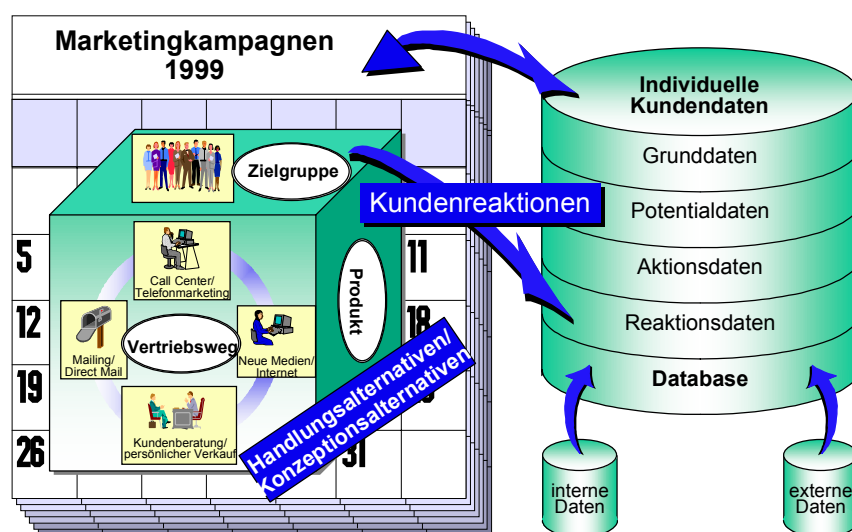 Marketingkampagnen
1999
Zielgruppe
Kundenreaktionen
5
11
12
18
19
26
31
Call Center/
Telefonmarketing
Mailing/
Direct Mail
Vertriebsweg
Neue Medien/
Internet
Kundenberatung/
persönlicher Verkauf
Produkt
Handlungsalternativen/
Konzeptionsalternativen
Individuelle
Kundendaten
Grunddaten
Potentialdaten
Aktionsdaten
Reaktionsdaten
Database
interne
Daten
externe
Daten